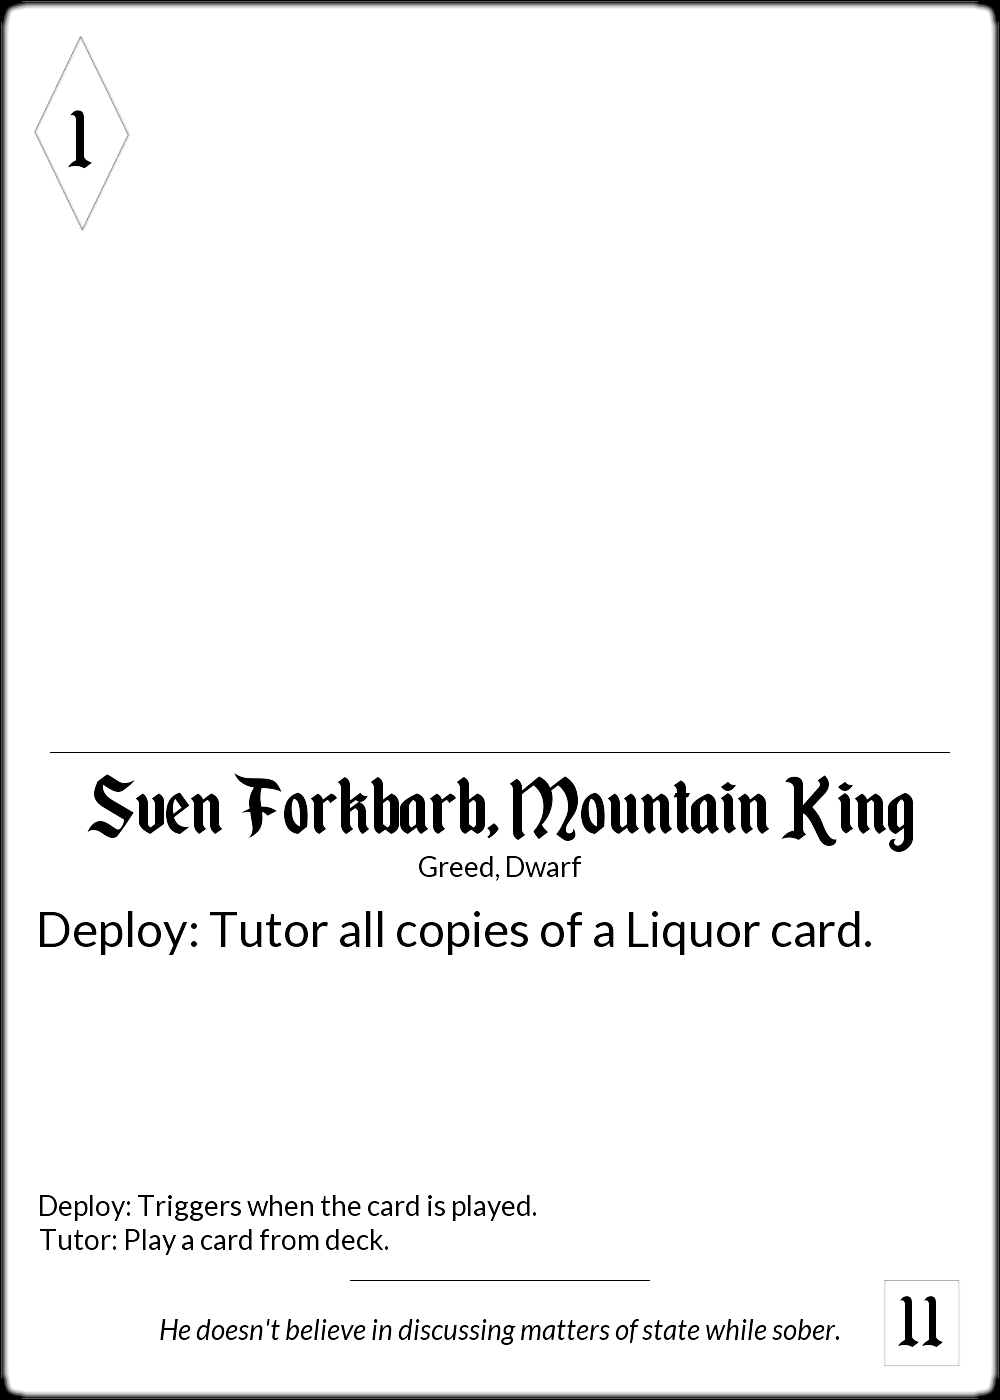 1
Sven Forkbarb, Mountain King
Greed, Dwarf
Deploy: Tutor all copies of a Liquor card.
Deploy: Triggers when the card is played.
Tutor: Play a card from deck.
He doesn't believe in discussing matters of state while sober.
11